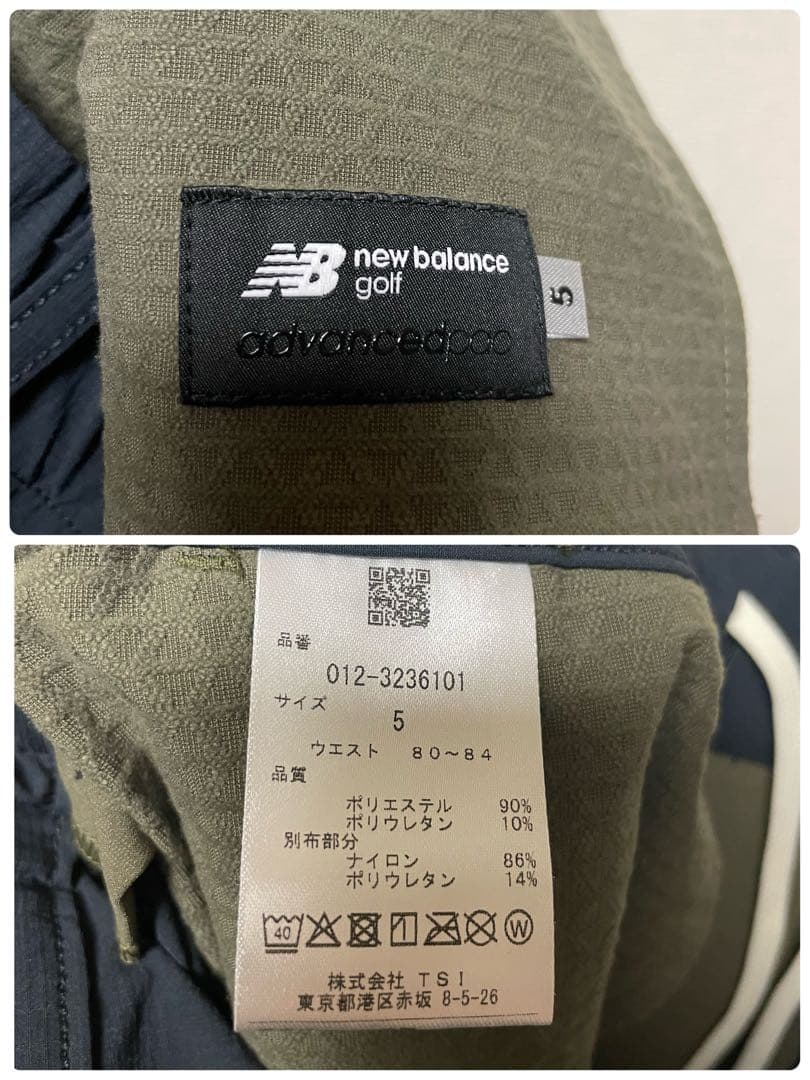 NB new balance
golf
advancedpac
5
品番
012-3236101
サイズ
5
ウエスト 80~84
品質
ポリエステル 90%
ポリウレタン 10%
別布部分
ナイロン 86%
ポリウレタン 14%
40
W
株式会社 TSI
東京都港区赤坂 8-5-26